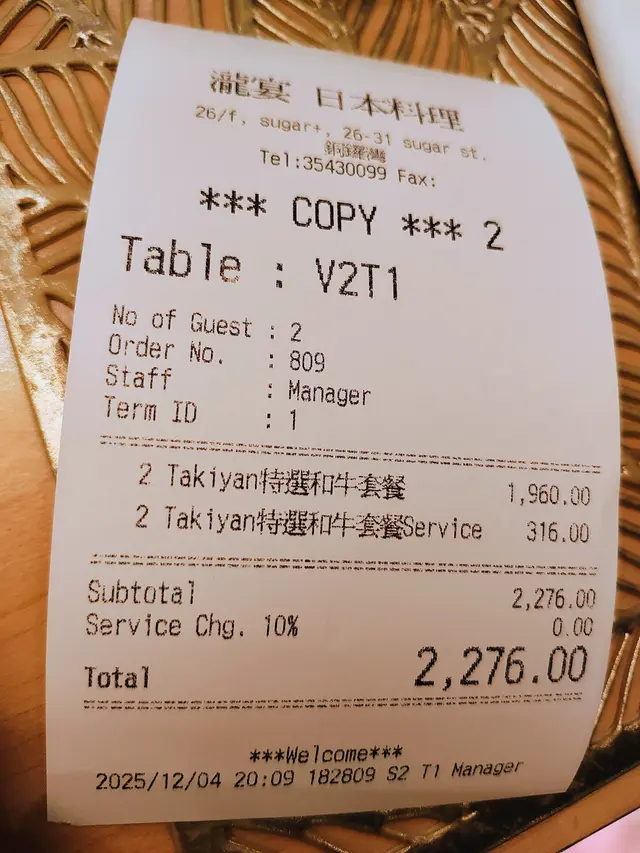 瀧宴 日本料理
26/f, sugar+, 26-31 sugar st.
銅鑼灣
Tel:35430099 Fax:
*** COPY *** 2
Table : V2T1
No of Guest : 2
Order No. : 809
Staff : Manager
Term ID : 1
2 Takiyan特選和牛套餐 1,960.00
2 Takiyan特選和牛套餐Service 316.00
Subtotal 2,276.00
Service Chg. 10% 0.00
Total 2,276.00
***Welcome***
2025/12/04 20:09 182809 S2 T1 Manager